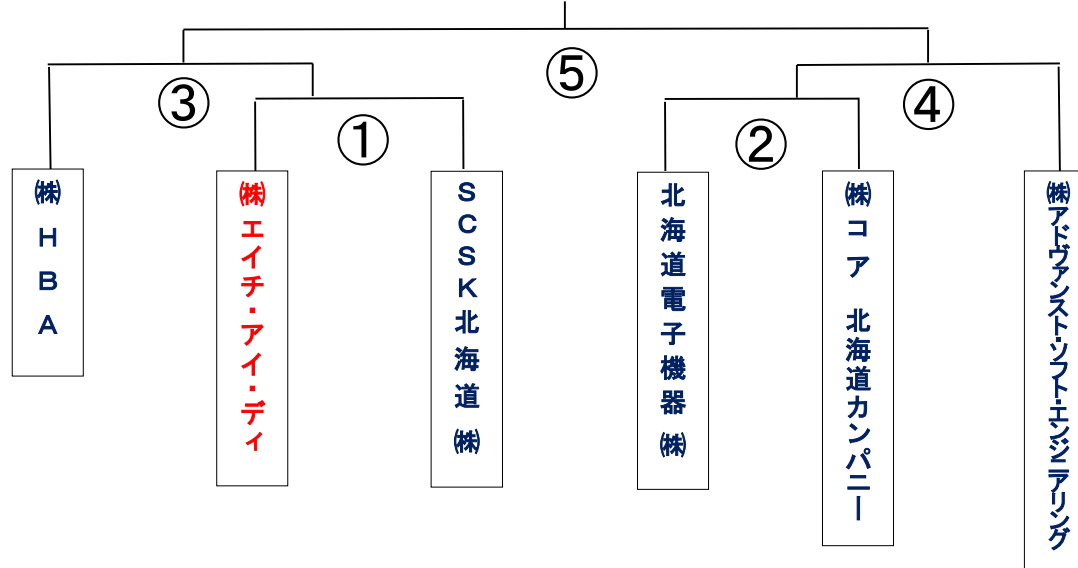 ⑤
③
④
①
②
㈱HBA
㈱エイチ・アイ・ディ
SCSK北海道㈱
北海道電子機器㈱
㈱コア 北海道カンパニー
㈱アドヴァンスト・ソフト・エンジニアリング